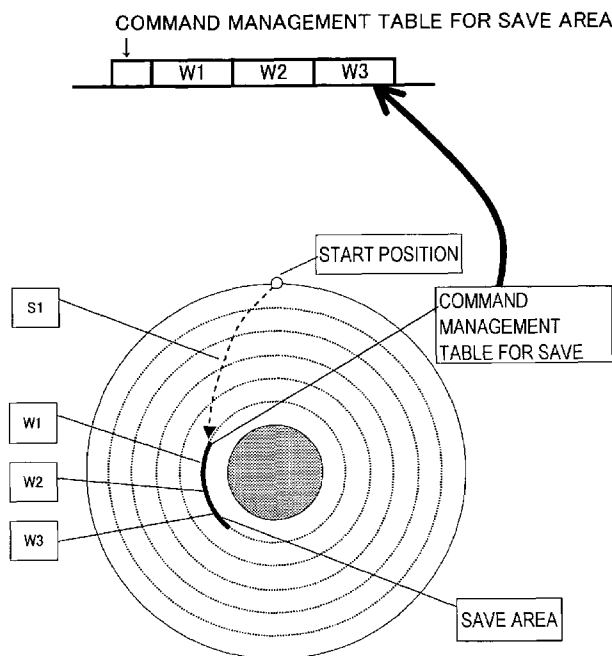 COMMAND MANAGEMENT TABLE FOR SAVE AREA
W1 W2 W3
START POSITION
S1
COMMAND
MANAGEMENT
TABLE FOR SAVE
W1
W2
W3
SAVE AREA